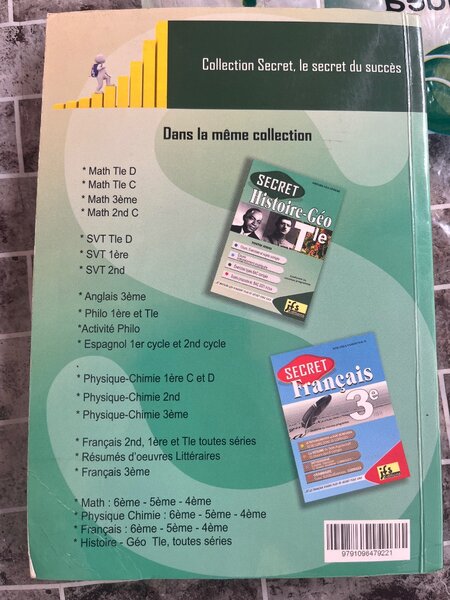 Collection Secret, le secret du succès
Dans la même collection
* Math Tle D
* Math Tle C
* Math 3ème
* Math 2nd C
* SVT Tle D
* SVT 1ère
* SVT 2nd
* Anglais 3ème
* Philo 1ère et Tle
*Activité Philo
* Espagnol 1er cycle et 2nd cycle
* Physique-Chimie 1ère C et D
* Physique-Chimie 2nd
* Physique-Chimie 3ème
* Français 2nd, 1ère et Tle toutes séries
* Résumés d'oeuvres Littéraires
* Français 3ème
* Math : 6ème - 5ème - 4ème
* Physique Chimie : 6ème - 5ème - 4ème
* Français : 6ème - 5ème - 4ème
* Histoire - Géo Tle, toutes séries
SECRET
Histoire-Géo
Tle
SECRET
Français
3e
9791096479221